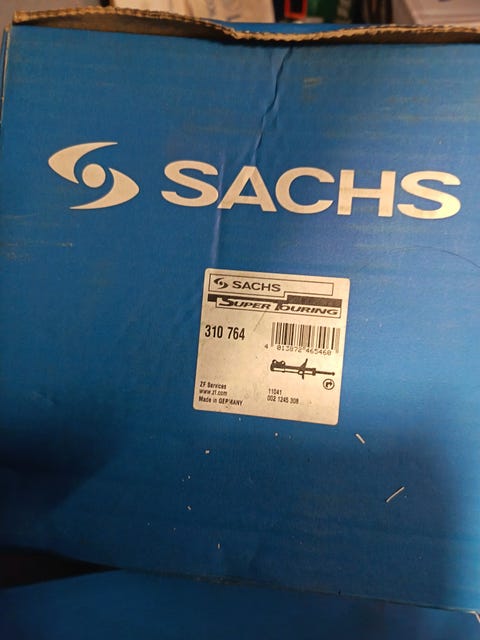 SACHS
SACHS
SUPER TOURING
310 764
4 013872 465460
ZF Services
www.zf.com
Made in GERMANY
11041
002 1245 308